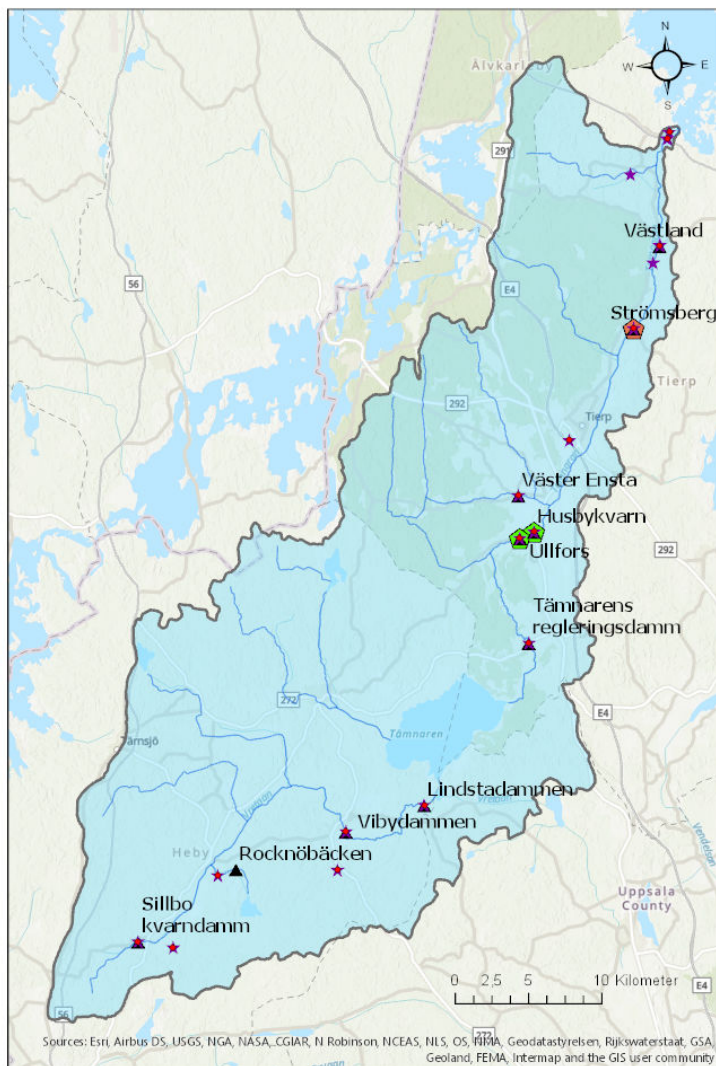 N
W
E
S
Älvkarleby
291
Västland
56
E4
Strömsberg
Tierp
292
Tierp
Väster Ensta
Husbykvarn
Ullfors
292
Tämnarens
regleringsdamm
272
E4
Tämnaren
Tärnsjö
Lindstadammen
Vibydammen
Heby
Rocknöbäcken
Sillbo
kvarndamm
Uppsala
County
0 2,5 5 10 Kilometer
E4
56
272
Sources: Esri, Airbus DS, USGS, NGA, NASA, CGIAR, N Robinson, NCEAS, NLS, OS, NMA, Geodatastyrelsen, Rijkswaterstaat, GSA,
Geoland, FEMA, Intermap and the GIS user community